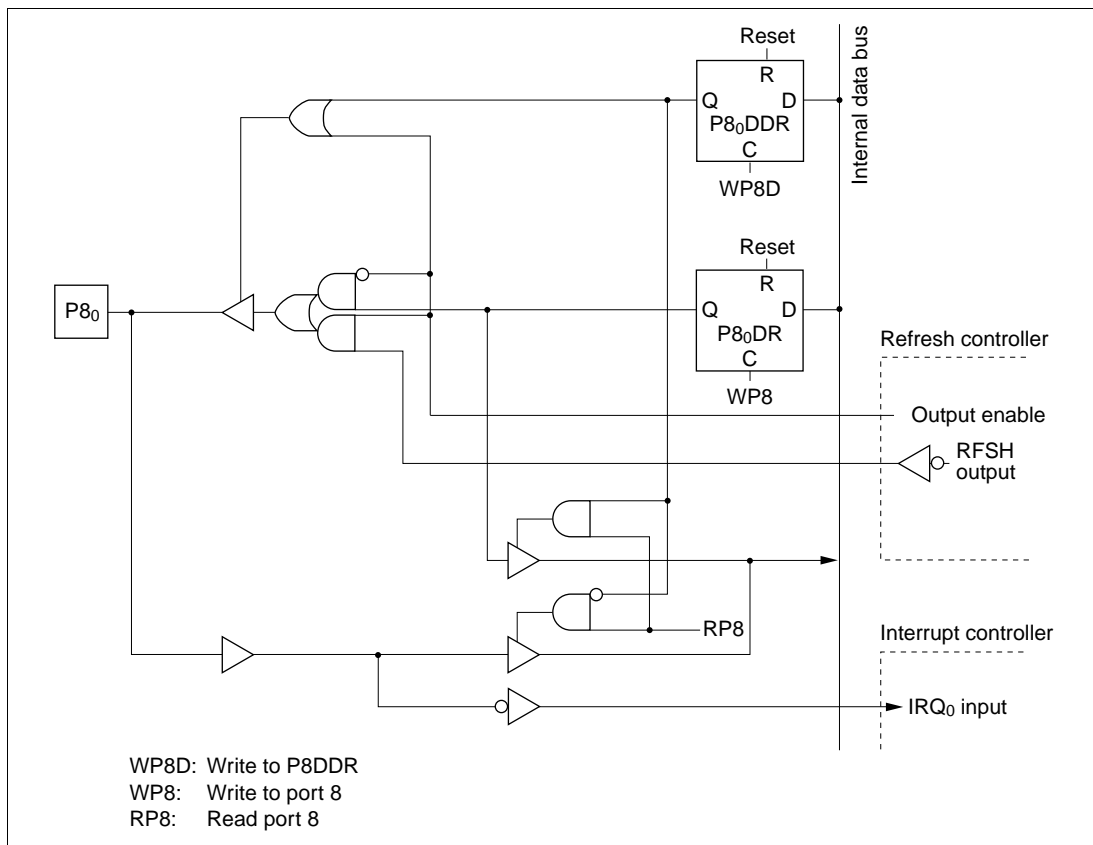 Reset
R
Q
D
P8₀DDR
C
WP8D
Internal data bus
Reset
R
Q
D
P8₀DR
C
WP8
P8₀
Refresh controller
Output enable
RFSH
output
RP8
Interrupt controller
IRQ₀ input
WP8D: Write to P8DDR
WP8: Write to port 8
RP8: Read port 8